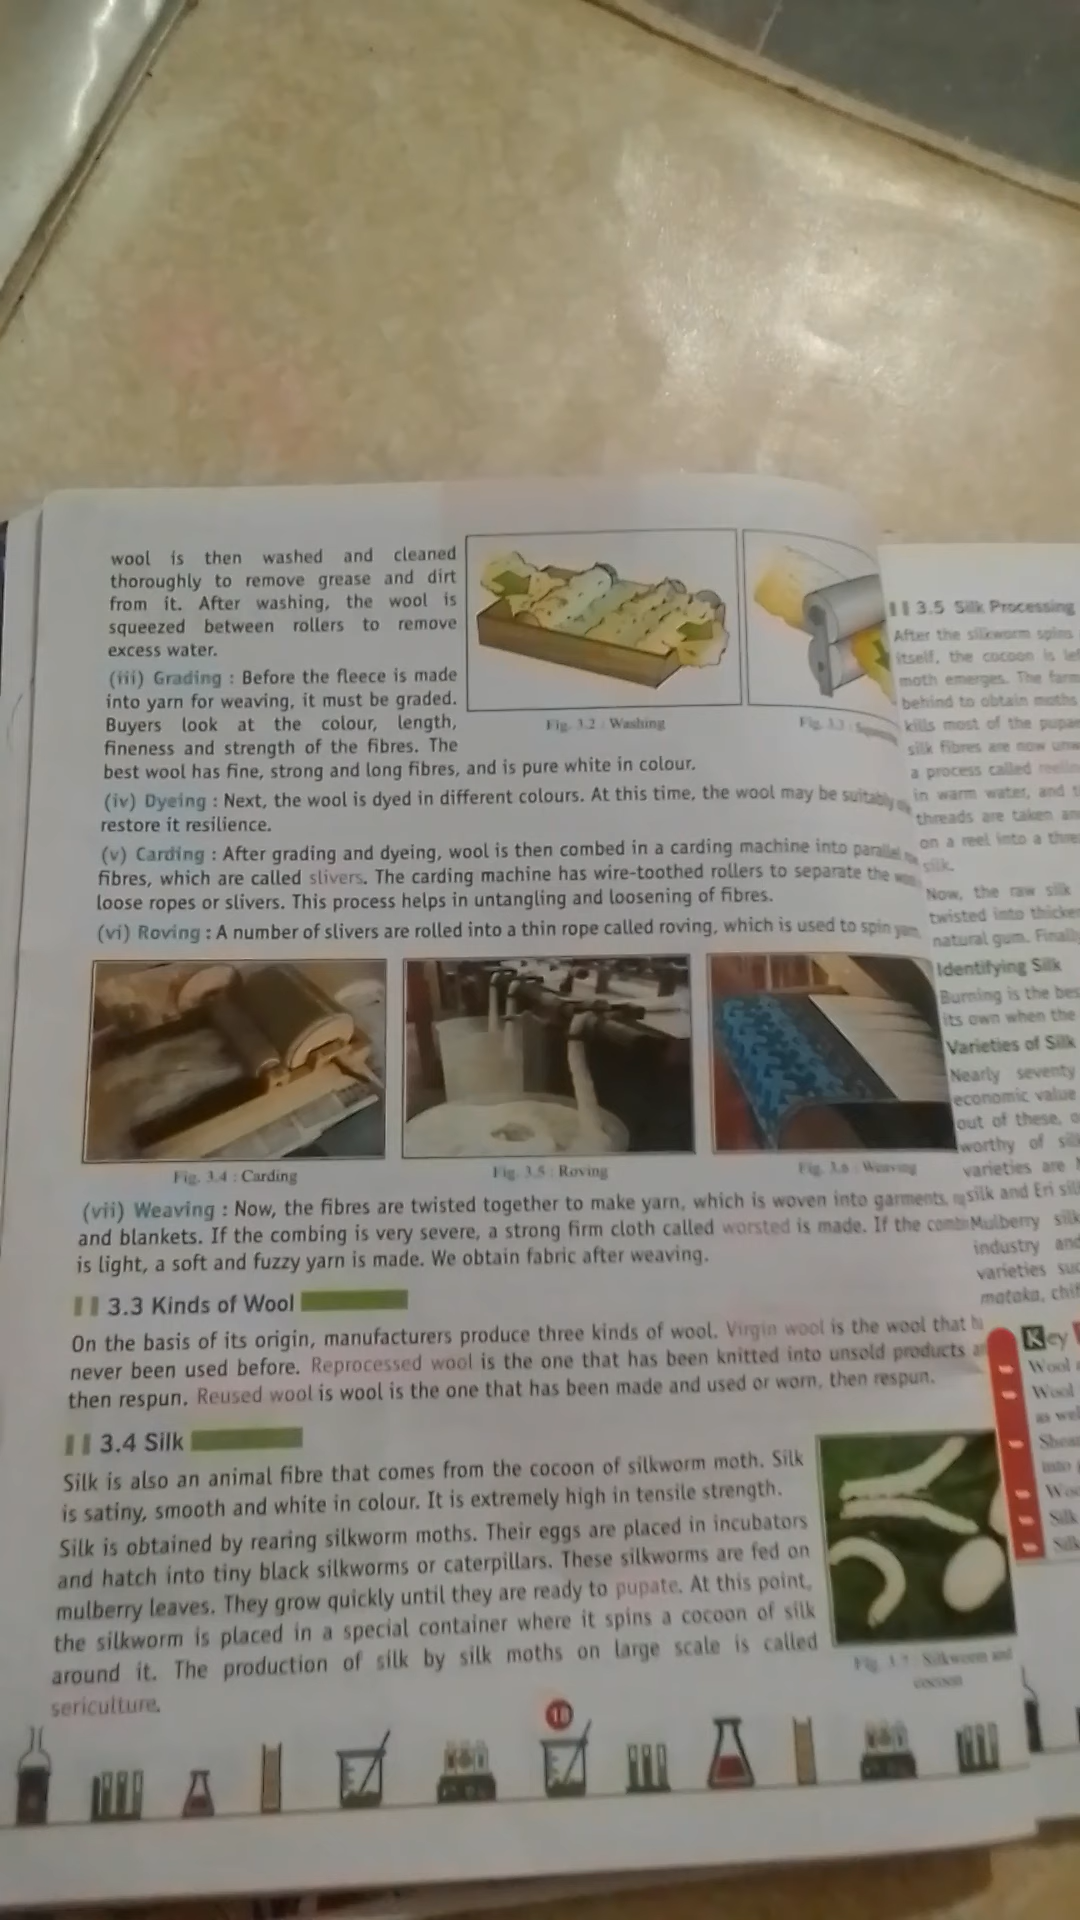 wool is then washed and cleaned
thoroughly to remove grease and dirt
from it. After washing, the wool is
squeezed between rollers to remove
excess water.
(iii) Grading : Before the fleece is made
into yarn for weaving, it must be graded.
Buyers look at the colour, length,
fineness and strength of the fibres. The
best wool has fine, strong and long fibres, and is pure white in colour.
Fig. 3.2 : Washing
Fig. 3.3 :
(iv) Dyeing : Next, the wool is dyed in different colours. At this time, the wool may be suitably
restore it resilience.
(v) Carding : After grading and dyeing, wool is then combed in a carding machine into parallel
fibres, which are called slivers. The carding machine has wire-toothed rollers to separate the
loose ropes or slivers. This process helps in untangling and loosening of fibres.
(vi) Roving : A number of slivers are rolled into a thin rope called roving, which is used to spin yarn
Fig. 3.4 : Carding
Fig. 3.5 : Roving
Fig. 3.6 : Weaving
(vii) Weaving : Now, the fibres are twisted together to make yarn, which is woven into garments,
and blankets. If the combing is very severe, a strong firm cloth called worsted is made. If the
is light, a soft and fuzzy yarn is made. We obtain fabric after weaving.
3.3 Kinds of Wool
On the basis of its origin, manufacturers produce three kinds of wool. Virgin wool is the wool that
never been used before. Reprocessed wool is the one that has been knitted into unsold products
then respun. Reused wool is wool is the one that has been made and used or worn, then respun.
3.4 Silk
Silk is also an animal fibre that comes from the cocoon of silkworm moth. Silk
is satiny, smooth and white in colour. It is extremely high in tensile strength.
Silk is obtained by rearing silkworm moths. Their eggs are placed in incubators
and hatch into tiny black silkworms or caterpillars. These silkworms are fed on
mulberry leaves. They grow quickly until they are ready to pupate. At this point,
the silkworm is placed in a special container where it spins a cocoon of silk
around it. The production of silk by silk moths on large scale is called
sericulture.
Fig. 3.7 : Silkworm and
cocoon
18
3.5 Silk Processing
After the silkworm spins
itself, the cocoon is
moth emerges. The
behind to obtain moths
kills most of the pupae
silk fibres are now
a process called
in warm water, and
threads are taken
on a reel into a
silk.
Now, the raw silk
twisted into thicker
natural gum. Finally
Identifying Silk
Burning is the
its own when the
Varieties of Silk
Nearly seventy
economic value
out of these,
worthy of
varieties are
silk and Eri
Mulberry silk
industry and
varieties
matoka,
Key
Wool
Wool
as well
into
Silk
Silk